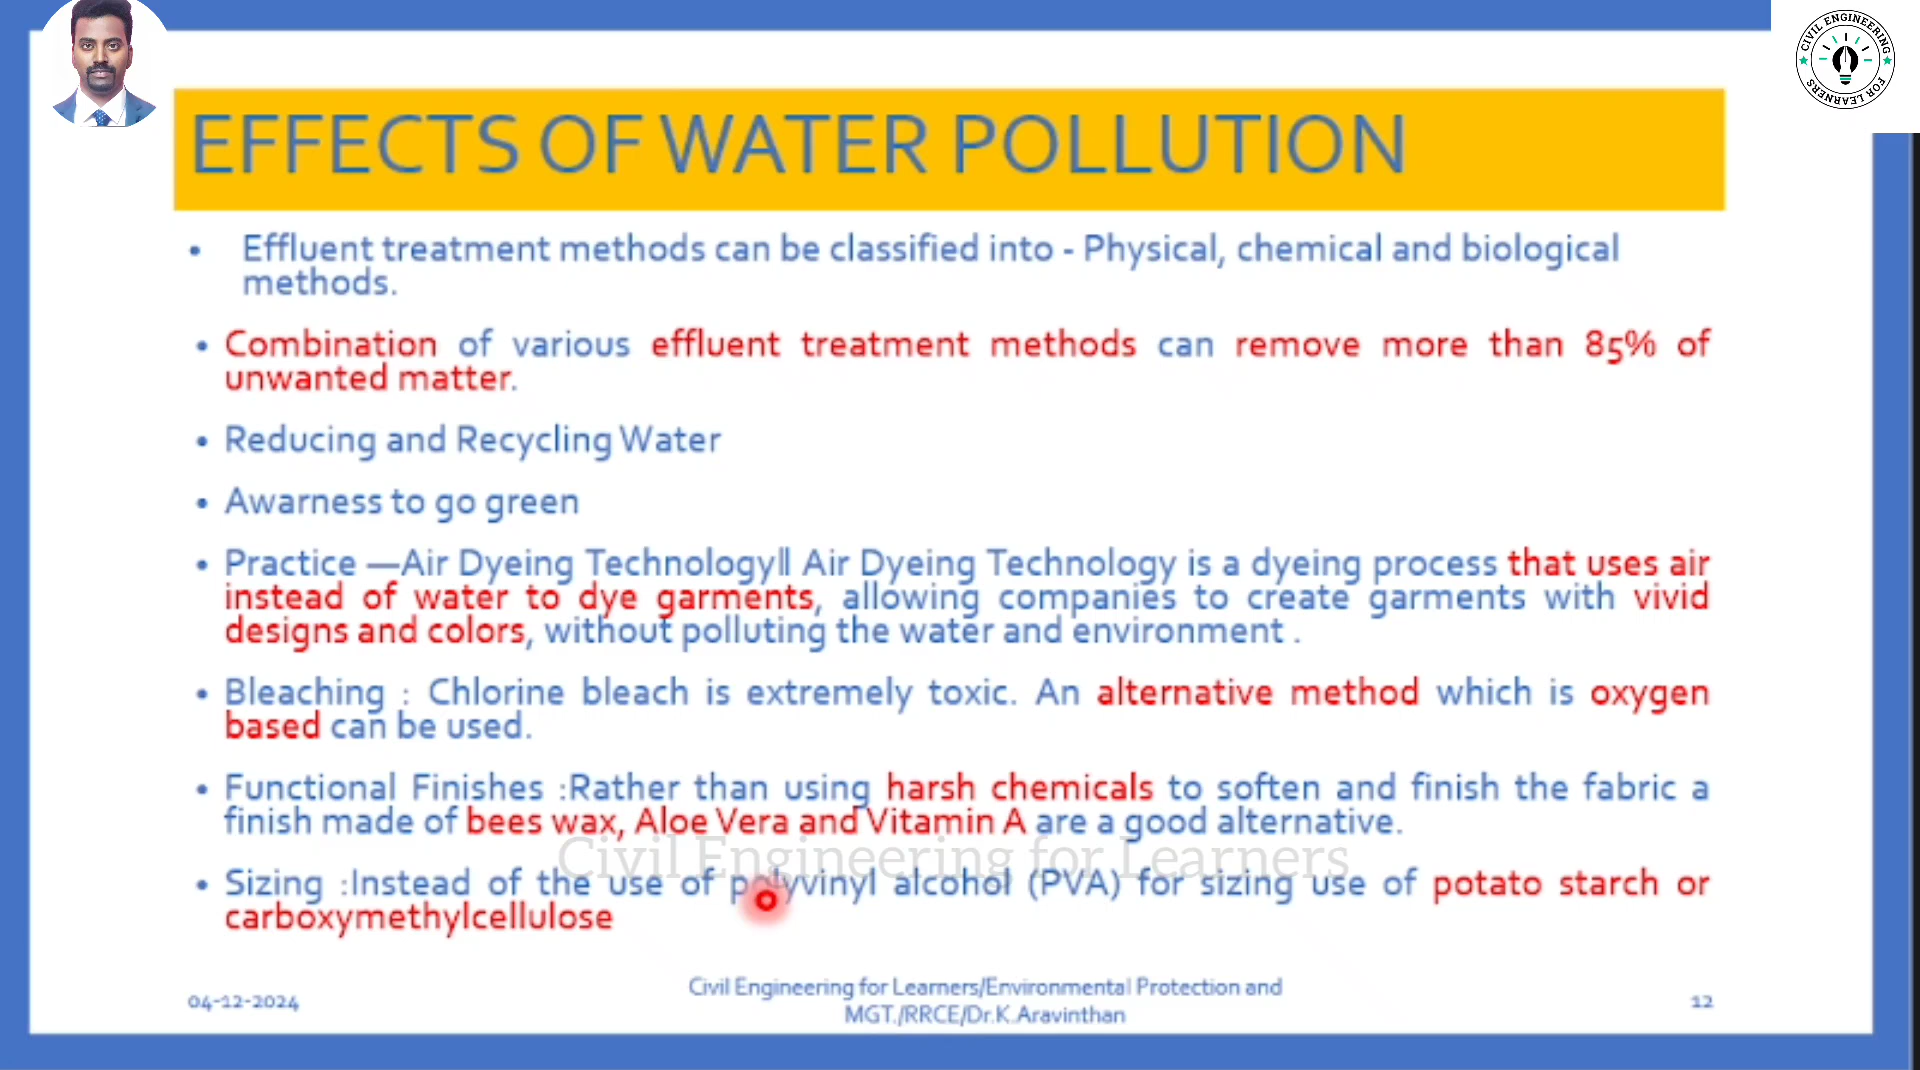 CIVIL ENGINEERING
FOR LEARNERS
EFFECTS OF WATER POLLUTION
• Effluent treatment methods can be classified into - Physical, chemical and biological
methods.
• Combination of various effluent treatment methods can remove more than 85% of
unwanted matter.
• Reducing and Recycling Water
• Awarness to go green
• Practice ―Air Dyeing Technology‖ Air Dyeing Technology is a dyeing process that uses air
instead of water to dye garments, allowing companies to create garments with vivid
designs and colors, without polluting the water and environment .
• Bleaching : Chlorine bleach is extremely toxic. An alternative method which is oxygen
based can be used.
• Functional Finishes :Rather than using harsh chemicals to soften and finish the fabric a
finish made of bees wax, Aloe Vera and Vitamin A are a good alternative.
Civil Engineering for Learners
• Sizing :Instead of the use of polyvinyl alcohol (PVA) for sizing use of potato starch or
carboxymethylcellulose
04-12-2024
Civil Engineering for Learners/Environmental Protection and
MGT./RRCE/Dr.K.Aravinthan
12